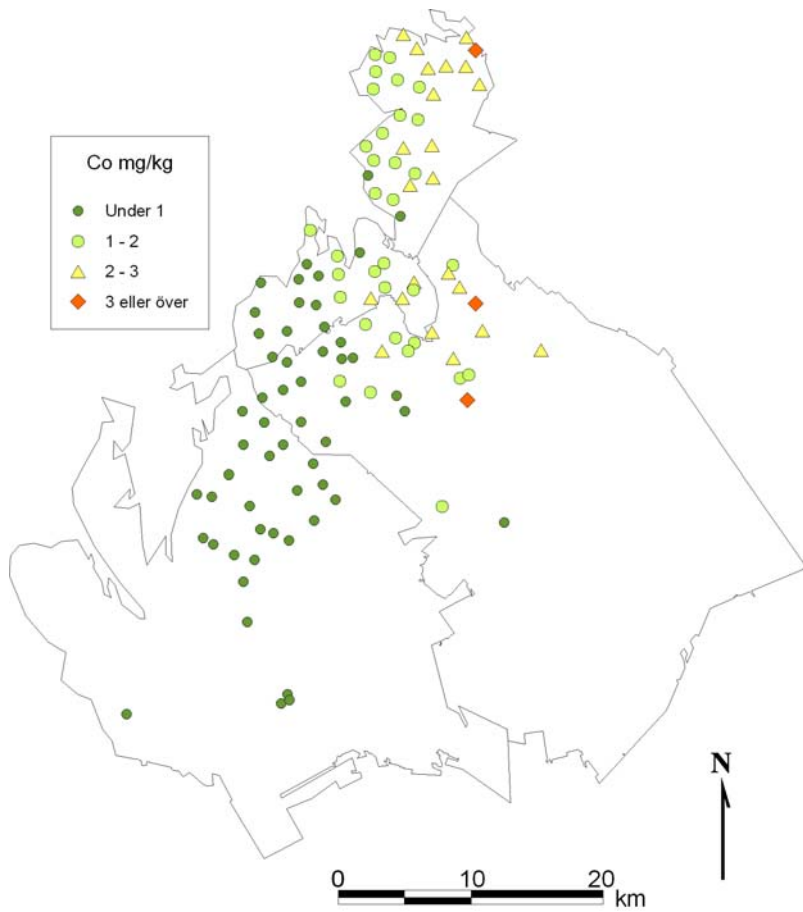 Co mg/kg
Under 1
1 - 2
2 - 3
3 eller över
N
0 10 20
km